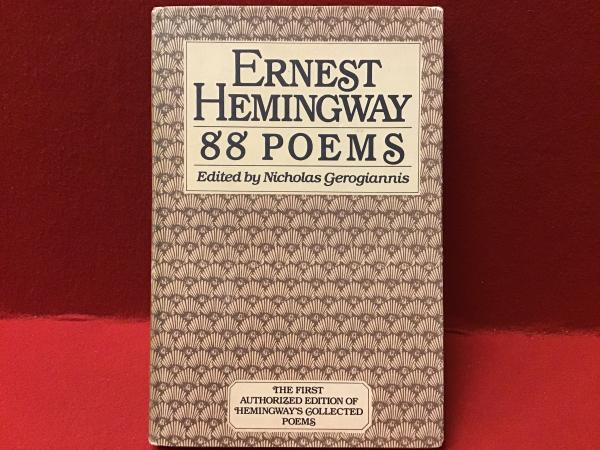 ERNEST
HEMINGWAY
88 POEMS
Edited by Nicholas Gerogiannis
THE FIRST
AUTHORIZED EDITION OF
HEMINGWAY'S COLLECTED
POEMS